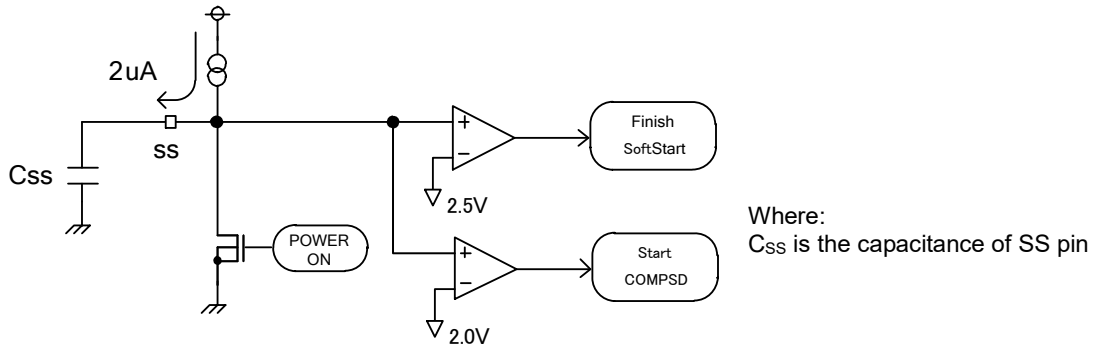 2uA
SS
Css
Finish
SoftStart
2.5V
POWER
ON
Start
COMPSD
2.0V
Where:
CSS is the capacitance of SS pin